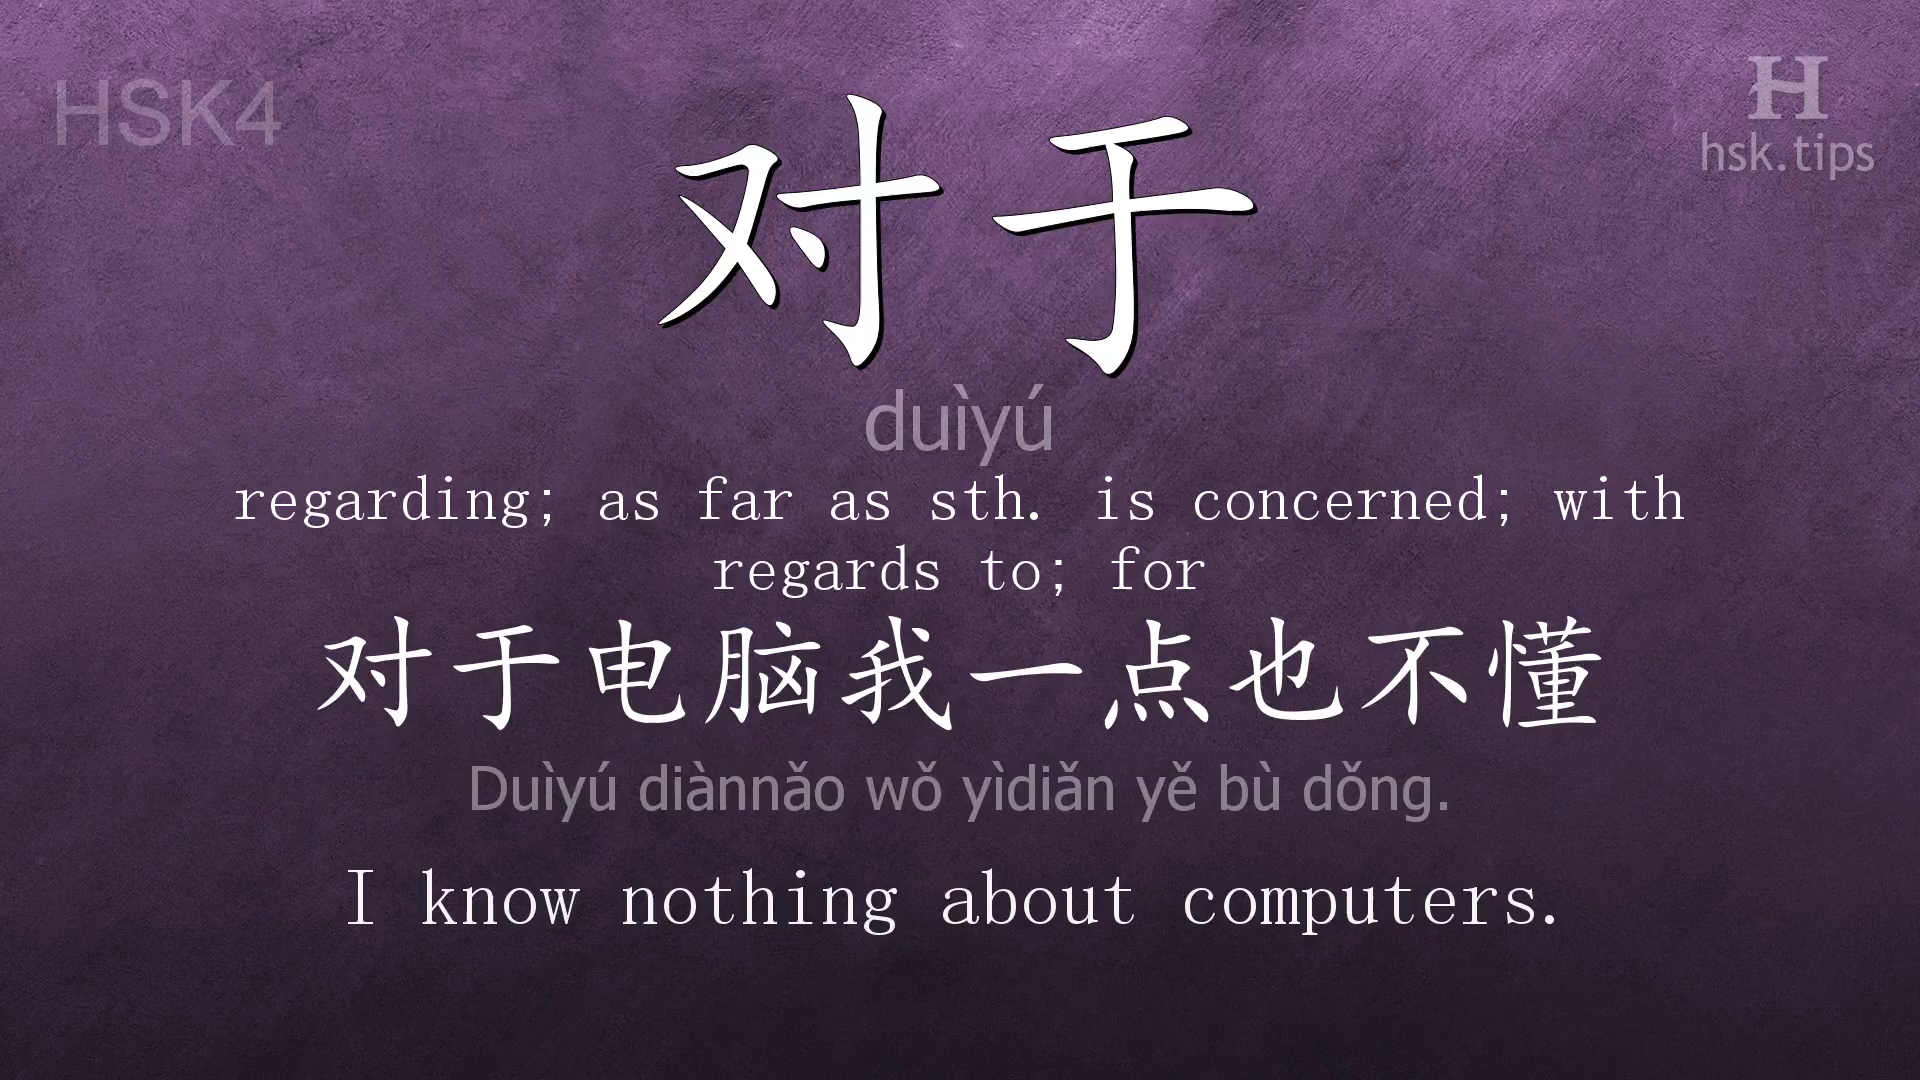 HSK4
H
hsk.tips
对于
duìyú
regarding; as far as sth. is concerned; with
regards to; for
对于电脑我一点也不懂
Duìyú diànnǎo wǒ yìdiǎn yě bù dǒng.
I know nothing about computers.